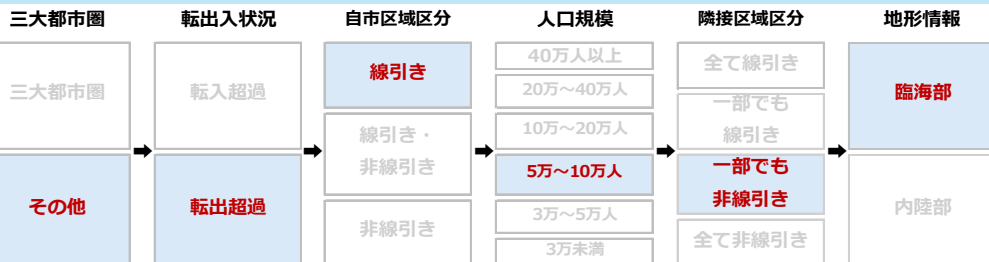 三大都市圏
転出入状況
自市区域区分
人口規模
隣接区域区分
地形情報
三大都市圏
その他
転入超過
転出超過
線引き
線引き・
非線引き
非線引き
40万人以上
20万～40万人
10万～20万人
5万～10万人
3万～5万人
3万未満
全て線引き
一部でも
線引き
一部でも
非線引き
全て非線引き
臨海部
内陸部